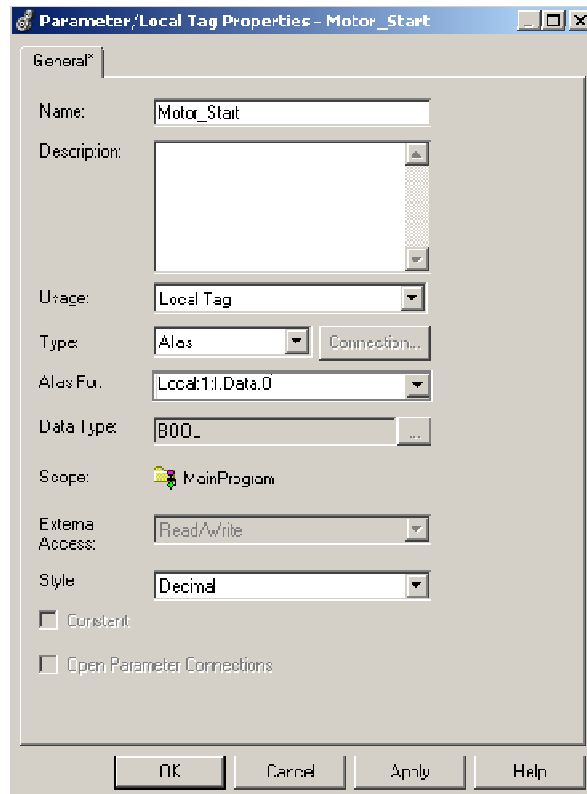 Parameter/Local Tag Properties - Motor_Start
General*
Name: Motor_Start
Description:
Usage: Local Tag
Type: Alias Connection...
Alias For: Local:1:I.Data.0
Data Type: BOOL ...
Scope: MainProgram
External Access: Read/Write
Style Decimal
Constant
Open Parameter Connections
OK Cancel Apply Help